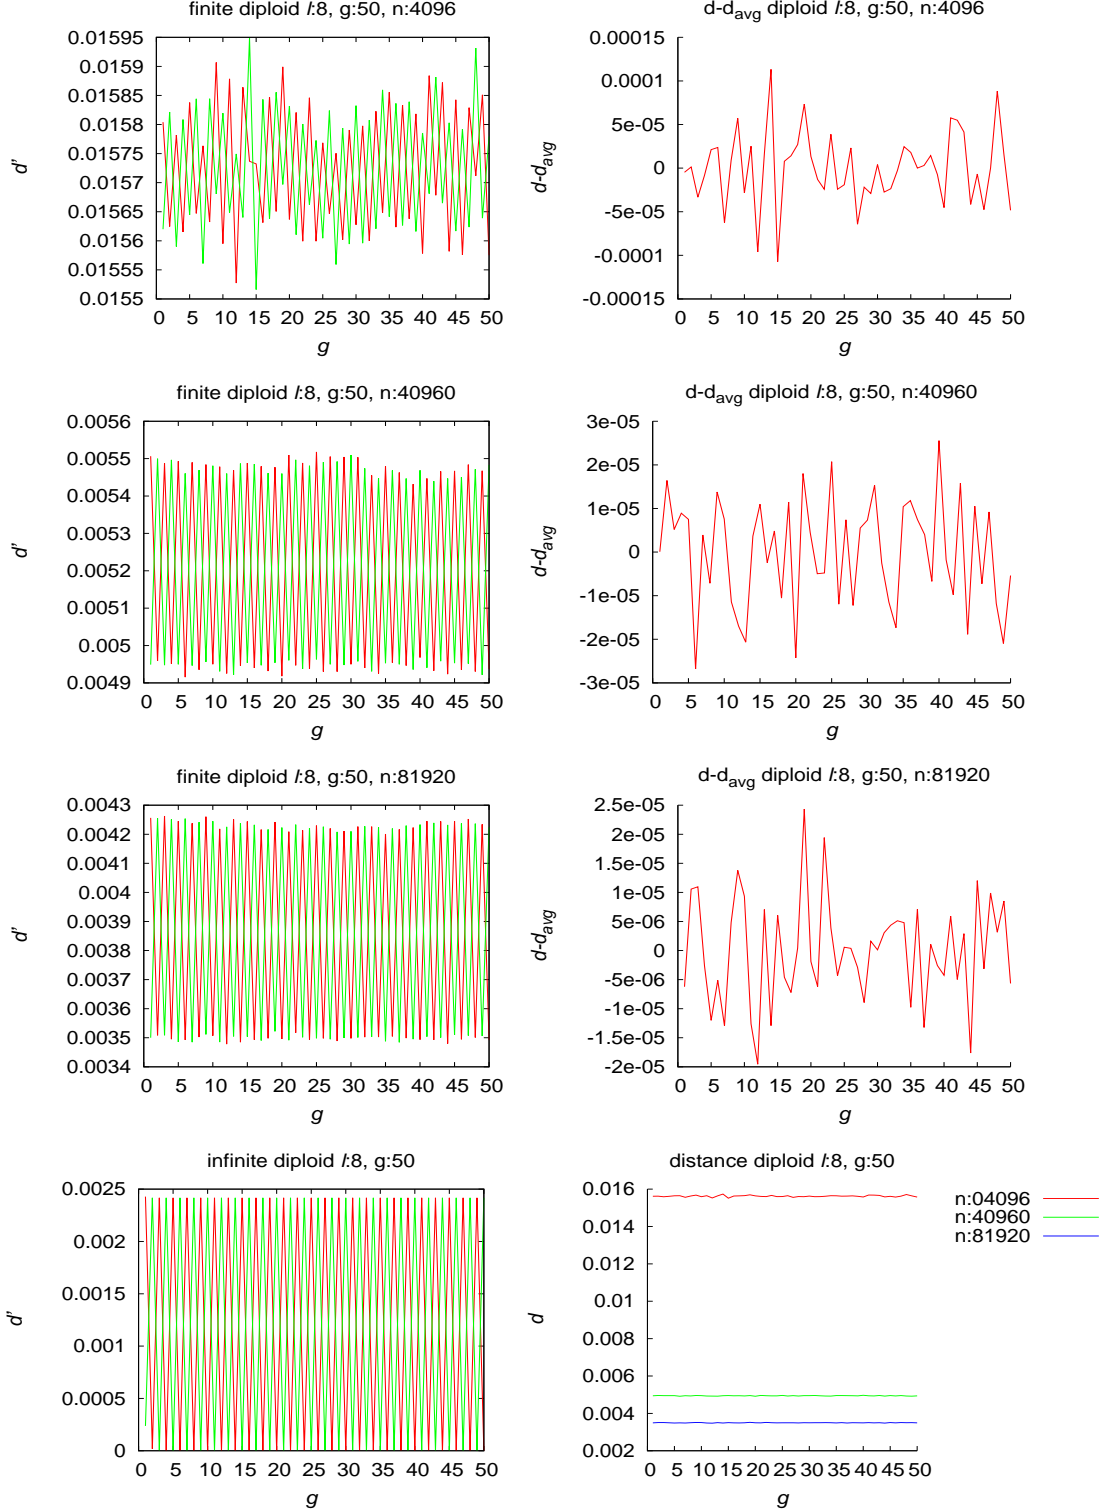 finite diploid l:8, g:50, n:4096
0.01595
0.0159
0.01585
0.0158
0.01575
0.0157
0.01565
0.0156
0.01555
0.0155
d'
0 5 10 15 20 25 30 35 40 45 50
g
d-davg diploid l:8, g:50, n:4096
0.00015
0.0001
5e-05
0
-5e-05
-0.0001
-0.00015
d-davg
0 5 10 15 20 25 30 35 40 45 50
g
finite diploid l:8, g:50, n:40960
0.0056
0.0055
0.0054
0.0053
0.0052
0.0051
0.005
0.0049
d'
0 5 10 15 20 25 30 35 40 45 50
g
d-davg diploid l:8, g:50, n:40960
3e-05
2e-05
1e-05
0
-1e-05
-2e-05
-3e-05
d-davg
0 5 10 15 20 25 30 35 40 45 50
g
finite diploid l:8, g:50, n:81920
0.0043
0.0042
0.0041
0.004
0.0039
0.0038
0.0037
0.0036
0.0035
0.0034
d'
0 5 10 15 20 25 30 35 40 45 50
g
d-davg diploid l:8, g:50, n:81920
2.5e-05
2e-05
1.5e-05
1e-05
5e-06
0
-5e-06
-1e-05
-1.5e-05
-2e-05
d-davg
0 5 10 15 20 25 30 35 40 45 50
g
infinite diploid l:8, g:50
0.0025
0.002
0.0015
0.001
0.0005
0
d'
0 5 10 15 20 25 30 35 40 45 50
g
distance diploid l:8, g:50
0.016
0.014
0.012
0.01
0.008
0.006
0.004
0.002
d
0 5 10 15 20 25 30 35 40 45 50
g
n:04096
n:40960
n:81920